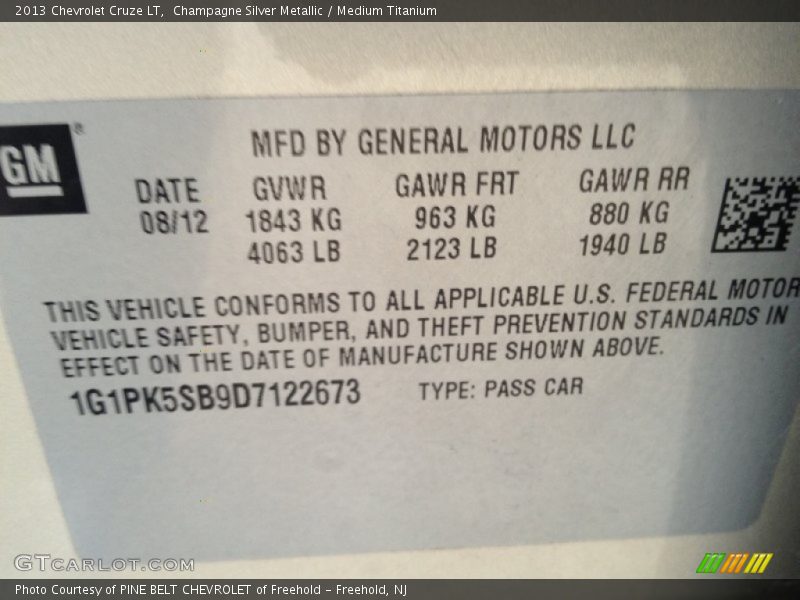 2013 Chevrolet Cruze LT,  Champagne Silver Metallic / Medium Titanium
GM®
MFD BY GENERAL MOTORS LLC
DATE GVWR GAWR FRT GAWR RR
08/12 1843 KG 963 KG 880 KG
4063 LB 2123 LB 1940 LB
THIS VEHICLE CONFORMS TO ALL APPLICABLE U.S. FEDERAL MOTOR
VEHICLE SAFETY, BUMPER, AND THEFT PREVENTION STANDARDS IN
EFFECT ON THE DATE OF MANUFACTURE SHOWN ABOVE.
1G1PK5SB9D7122673 TYPE: PASS CAR
GTCARLOT.COM
Photo Courtesy of PINE BELT CHEVROLET of Freehold - Freehold, NJ